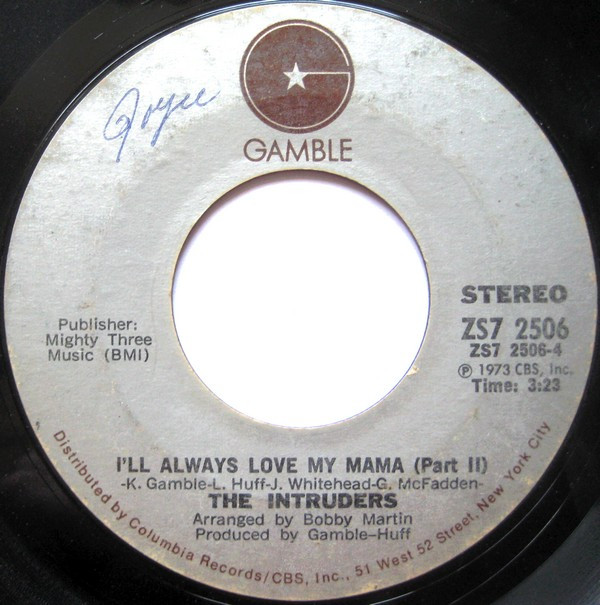 Joyce
GAMBLE
STEREO
ZS7 2506
ZS7 2506-4
℗ 1973 CBS, Inc.
Time: 3:23
Publisher:
Mighty Three
Music (BMI)
I'LL ALWAYS LOVE MY MAMA (Part II)
-K. Gamble-L. Huff-J. Whitehead-G. McFadden-
THE INTRUDERS
Arranged by Bobby Martin
Produced by Gamble-Huff
Distributed by Columbia Records/CBS, Inc., 51 West 52 Street, New York City